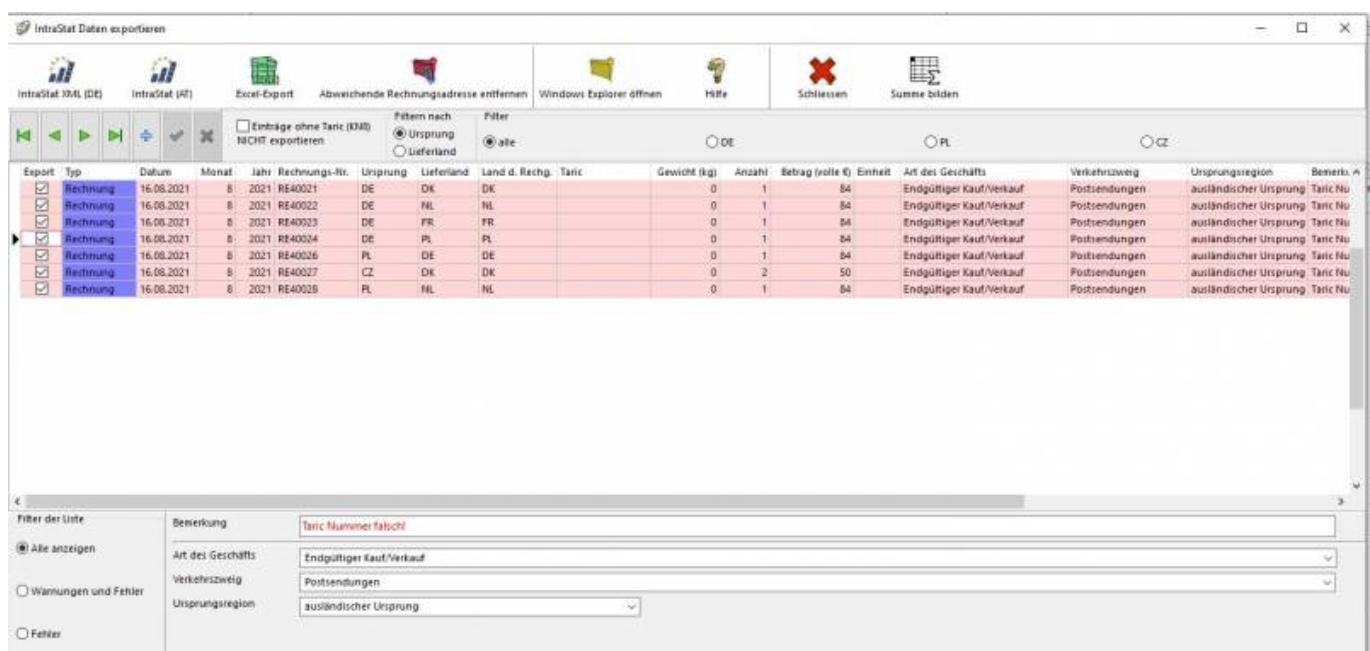 IntraStat Daten exportieren
IntraStat XML (DE) IntraStat (AT) Excel-Export Abweichende Rechnungsadresse entfernen Windows Explorer öffnen Hilfe Schliessen Summe bilden
Einträge ohne Taric (KN8) NICHT exportieren
Filtern nach
Ursprung
Lieferland
Filter
alle DE PL CZ
Export Typ Datum Monat Jahr Rechnungs-Nr. Ursprung Lieferland Land d. Rechg. Taric Gewicht (kg) Anzahl Betrag (volle €) Einheit Art des Geschäfts Verkehrszweig Ursprungsregion Bemerk
Rechnung 16.08.2021 8 2021 RE40021 DE DK DK 0 1 84 Endgültiger Kauf/Verkauf Postsendungen ausländischer Ursprung Taric Nu
Rechnung 16.08.2021 8 2021 RE40022 DE NL NL 0 1 84 Endgültiger Kauf/Verkauf Postsendungen ausländischer Ursprung Taric Nu
Rechnung 16.08.2021 8 2021 RE40023 DE FR FR 0 1 84 Endgültiger Kauf/Verkauf Postsendungen ausländischer Ursprung Taric Nu
Rechnung 16.08.2021 8 2021 RE40024 DE PL PL 0 1 84 Endgültiger Kauf/Verkauf Postsendungen ausländischer Ursprung Taric Nu
Rechnung 16.08.2021 8 2021 RE40026 PL DE DE 0 1 84 Endgültiger Kauf/Verkauf Postsendungen ausländischer Ursprung Taric Nu
Rechnung 16.08.2021 8 2021 RE40027 CZ DK DK 0 2 50 Endgültiger Kauf/Verkauf Postsendungen ausländischer Ursprung Taric Nu
Rechnung 16.08.2021 8 2021 RE40028 PL NL NL 0 1 84 Endgültiger Kauf/Verkauf Postsendungen ausländischer Ursprung Taric Nu
Filter der Liste
Alle anzeigen
Warnungen und Fehler
Fehler
Bemerkung Taric Nummer falsch!
Art des Geschäfts Endgültiger Kauf/Verkauf
Verkehrszweig Postsendungen
Ursprungsregion ausländischer Ursprung